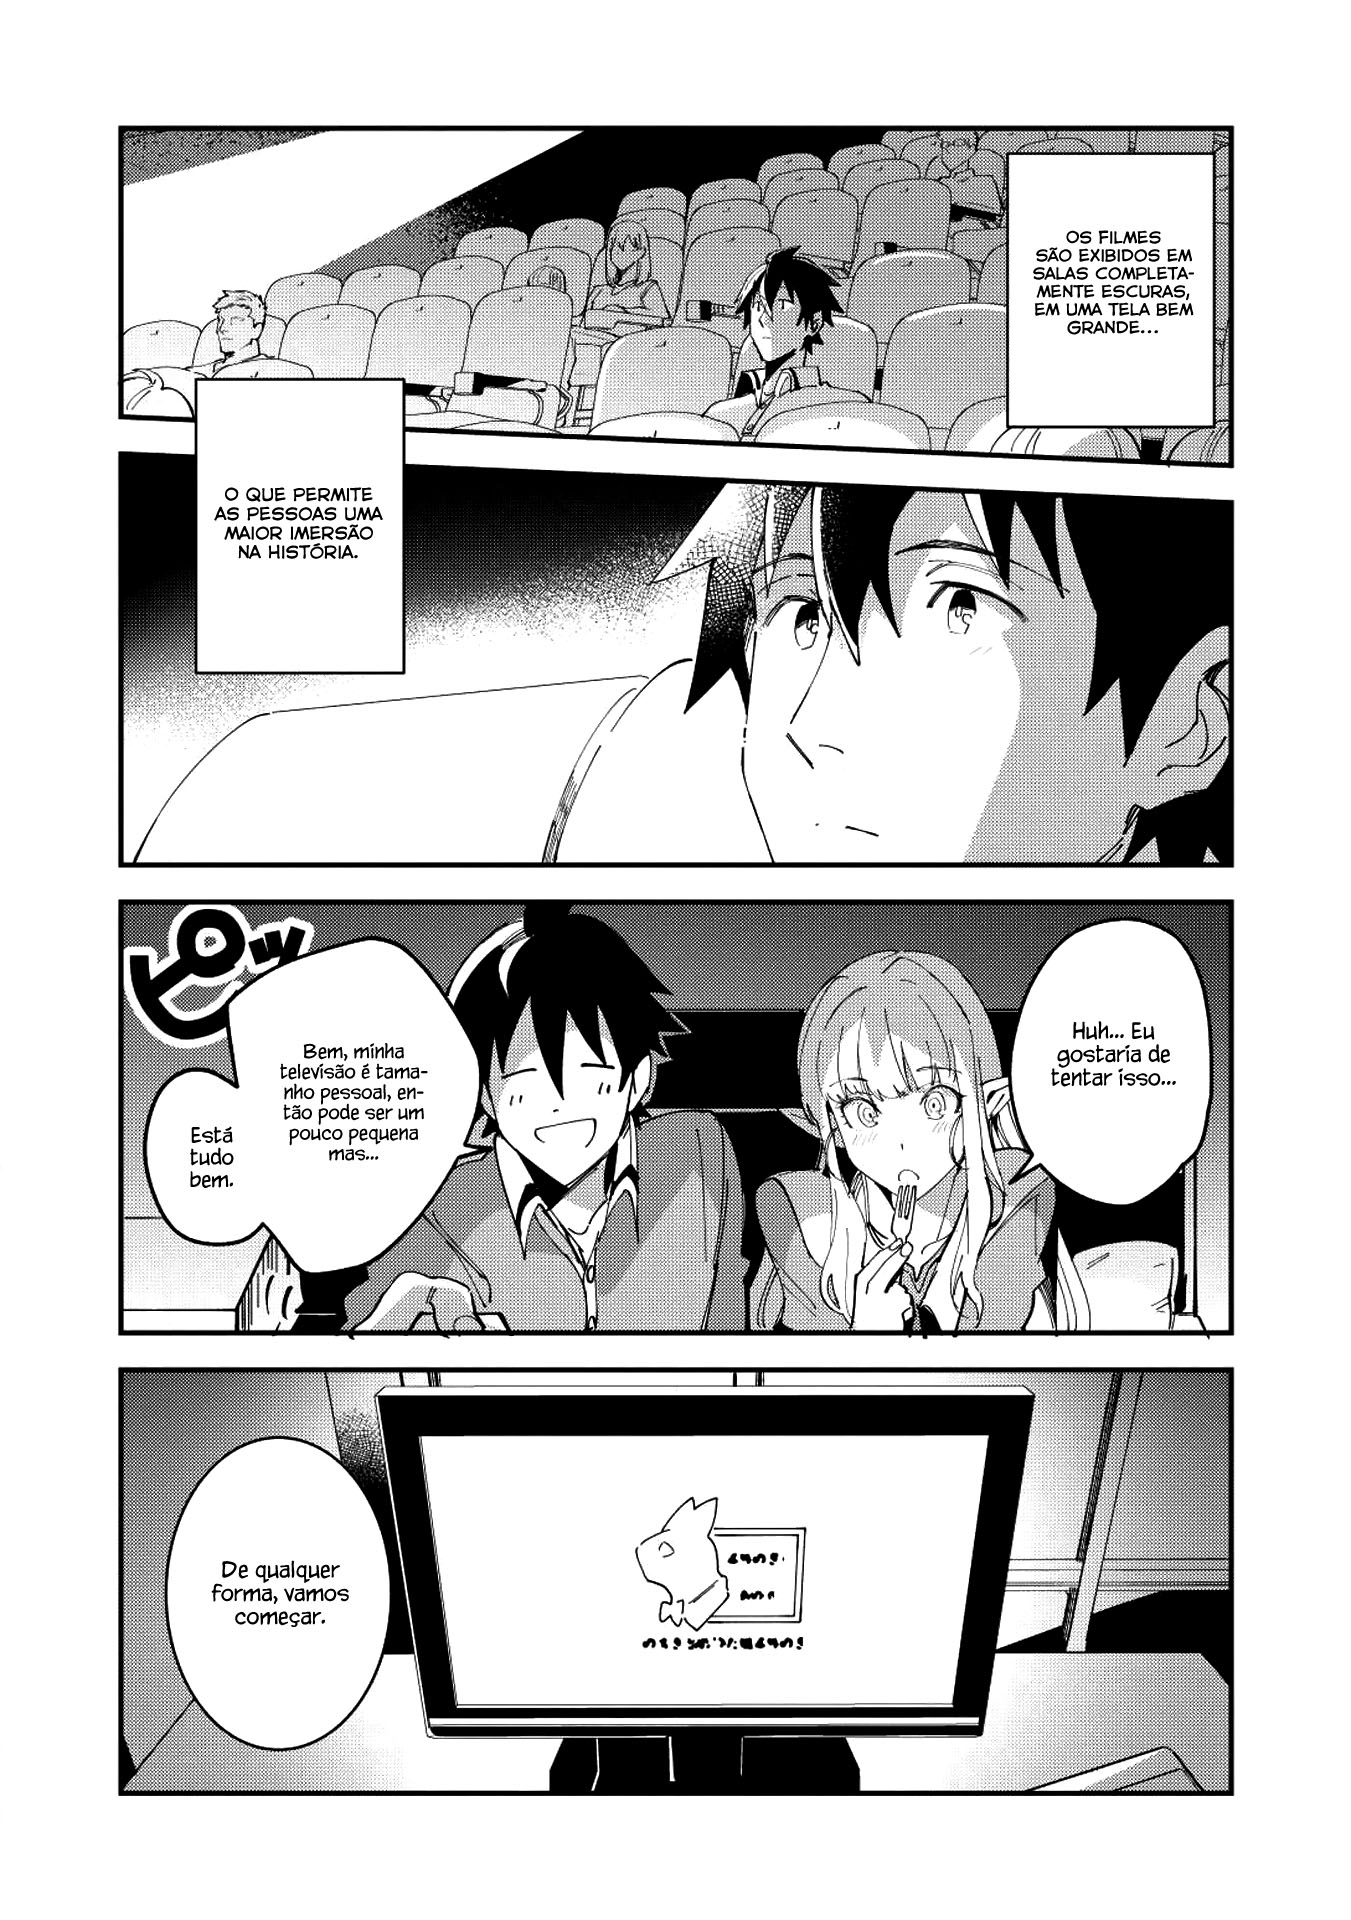 OS FILMES
SÃO EXIBIDOS EM
SALAS COMPLETA-
MENTE ESCURAS,
EM UMA TELA BEM
GRANDE...
O QUE PERMITE
AS PESSOAS UMA
MAIOR IMERSÃO
NA HISTÓRIA.
Huh... Eu
gostaria de
tentar isso...
Bem, minha
televisão é tama-
nho pessoal, en-
tão pode ser um
pouco pequena
mas...
Está
tudo
bem.
De qualquer
forma, vamos
começar.